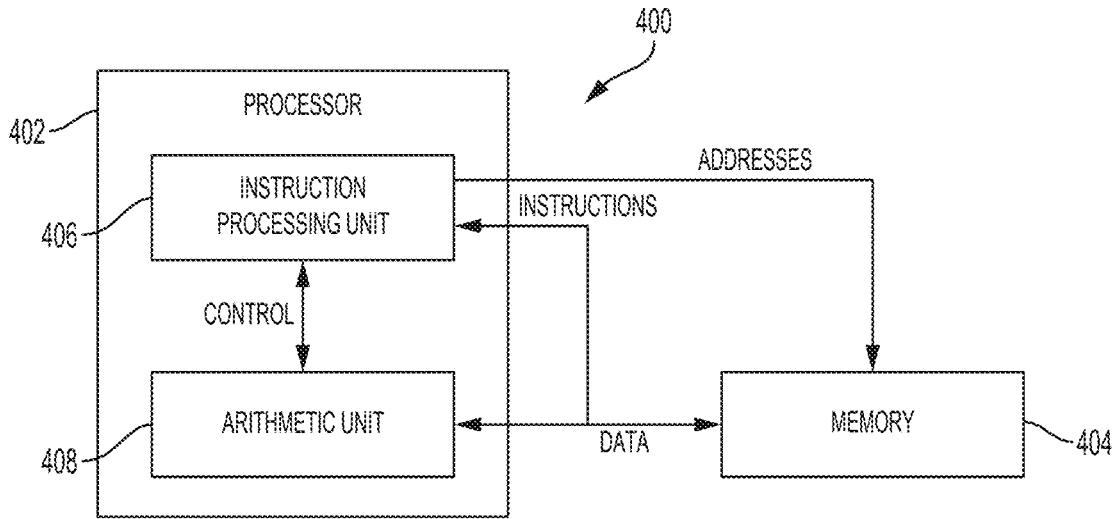 400
PROCESSOR
402
ADDRESSES
INSTRUCTION
PROCESSING UNIT
INSTRUCTIONS
406
CONTROL
ARITHMETIC UNIT
MEMORY
DATA
408
404